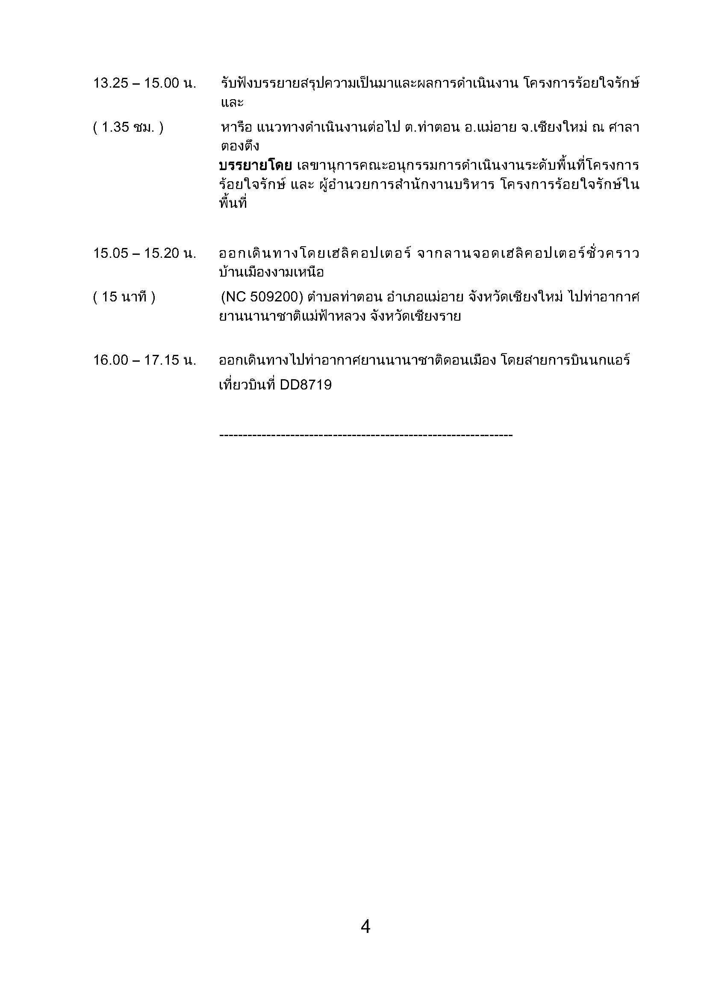 13.25 – 15.00 น. รับฟังบรรยายสรุปความเป็นมาและผลการดำเนินงาน โครงการร้อยใจรักษ์
และ
( 1.35 ชม. ) หารือ แนวทางดำเนินงานต่อไป ต.ท่าตอน อ.แม่อาย จ.เชียงใหม่ ณ ศาลา
ตองตึง
บรรยายโดย เลขานุการคณะอนุกรรมการดำเนินงานระดับพื้นที่โครงการ
ร้อยใจรักษ์ และ ผู้อำนวยการสำนักงานบริหาร โครงการร้อยใจรักษ์ใน
พื้นที่
15.05 – 15.20 น. ออกเดินทางโดยเฮลิคอปเตอร์ จากลานจอดเฮลิคอปเตอร์ชั่วคราว
บ้านเมืองงามเหนือ
( 15 นาที ) (NC 509200) ตำบลท่าตอน อำเภอแม่อาย จังหวัดเชียงใหม่ ไปท่าอากาศ
ยานนานาชาติแม่ฟ้าหลวง จังหวัดเชียงราย
16.00 – 17.15 น. ออกเดินทางไปท่าอากาศยานนานาชาติดอนเมือง โดยสายการบินนกแอร์
เที่ยวบินที่ DD8719
--------------------------------------------------------------
4